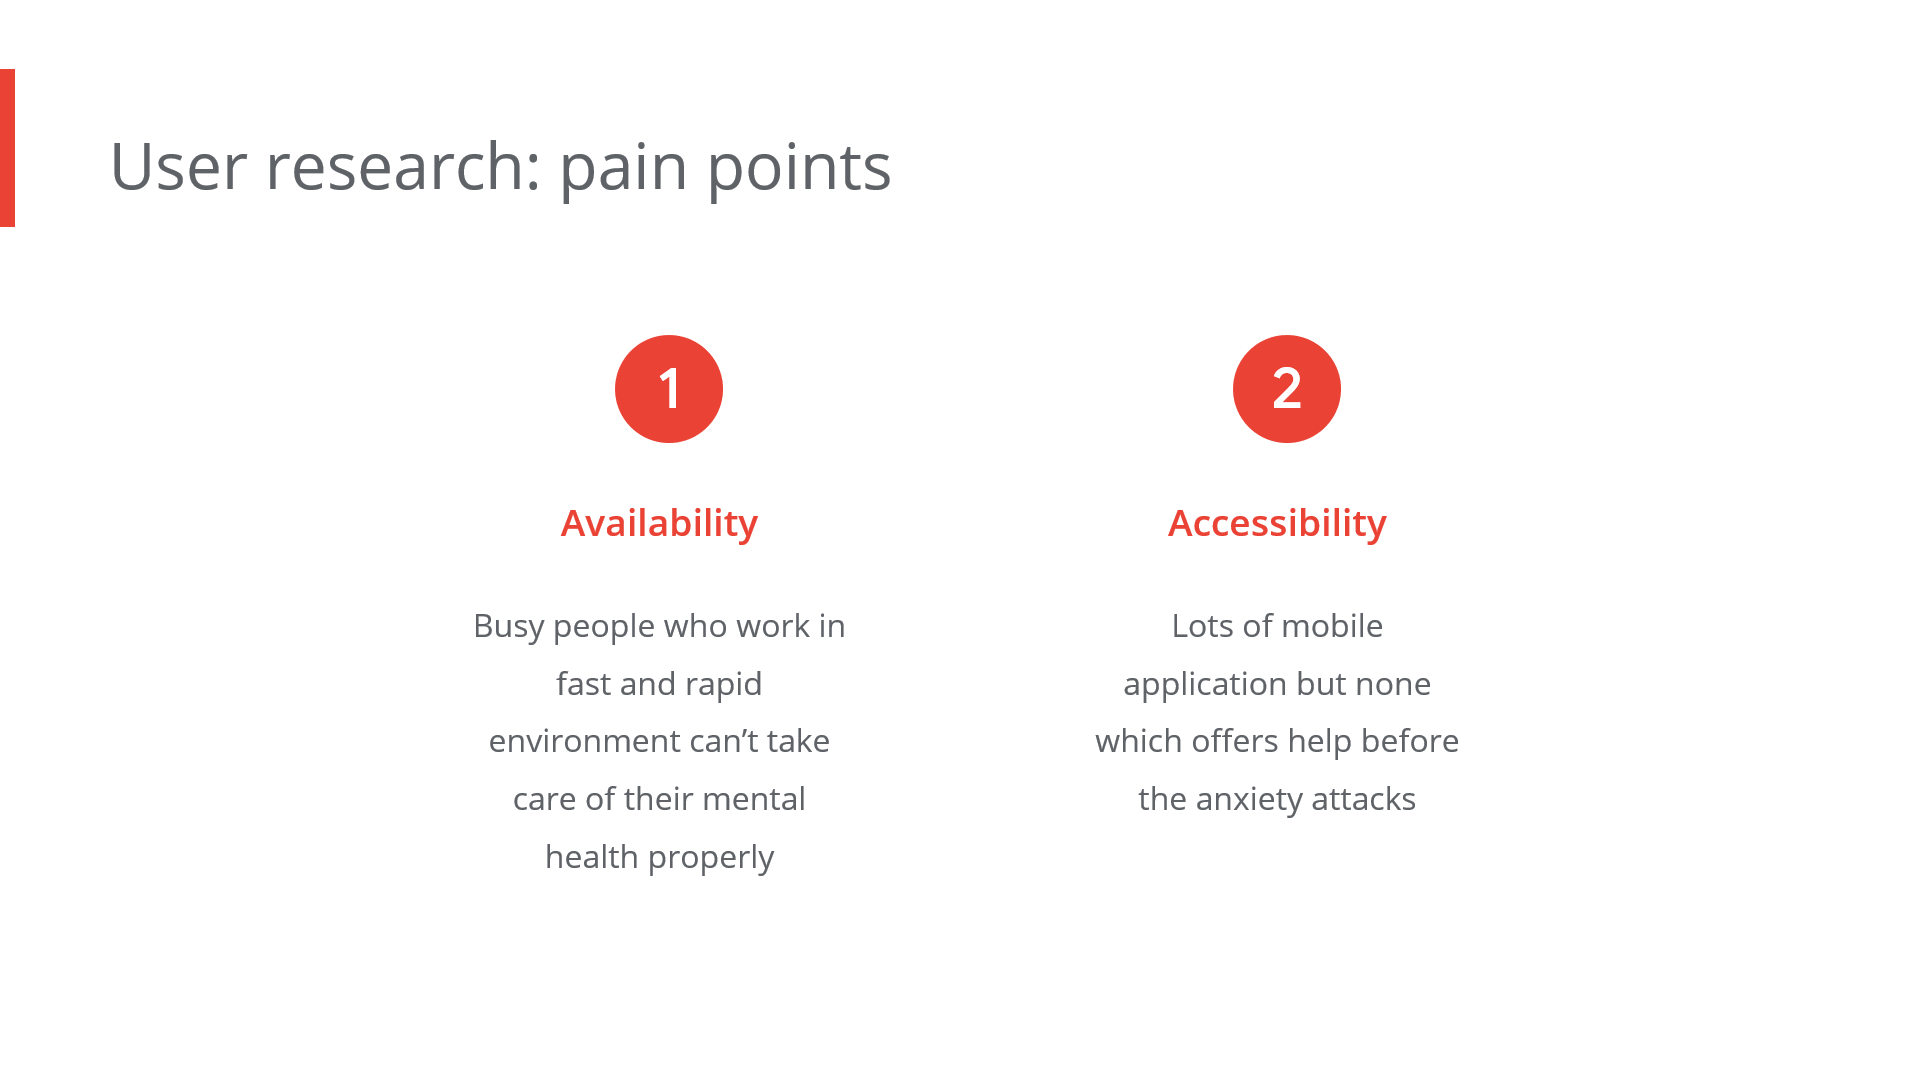 User research: pain points
1
Availability
Busy people who work in
fast and rapid
environment can’t take
care of their mental
health properly
2
Accessibility
Lots of mobile
application but none
which offers help before
the anxiety attacks